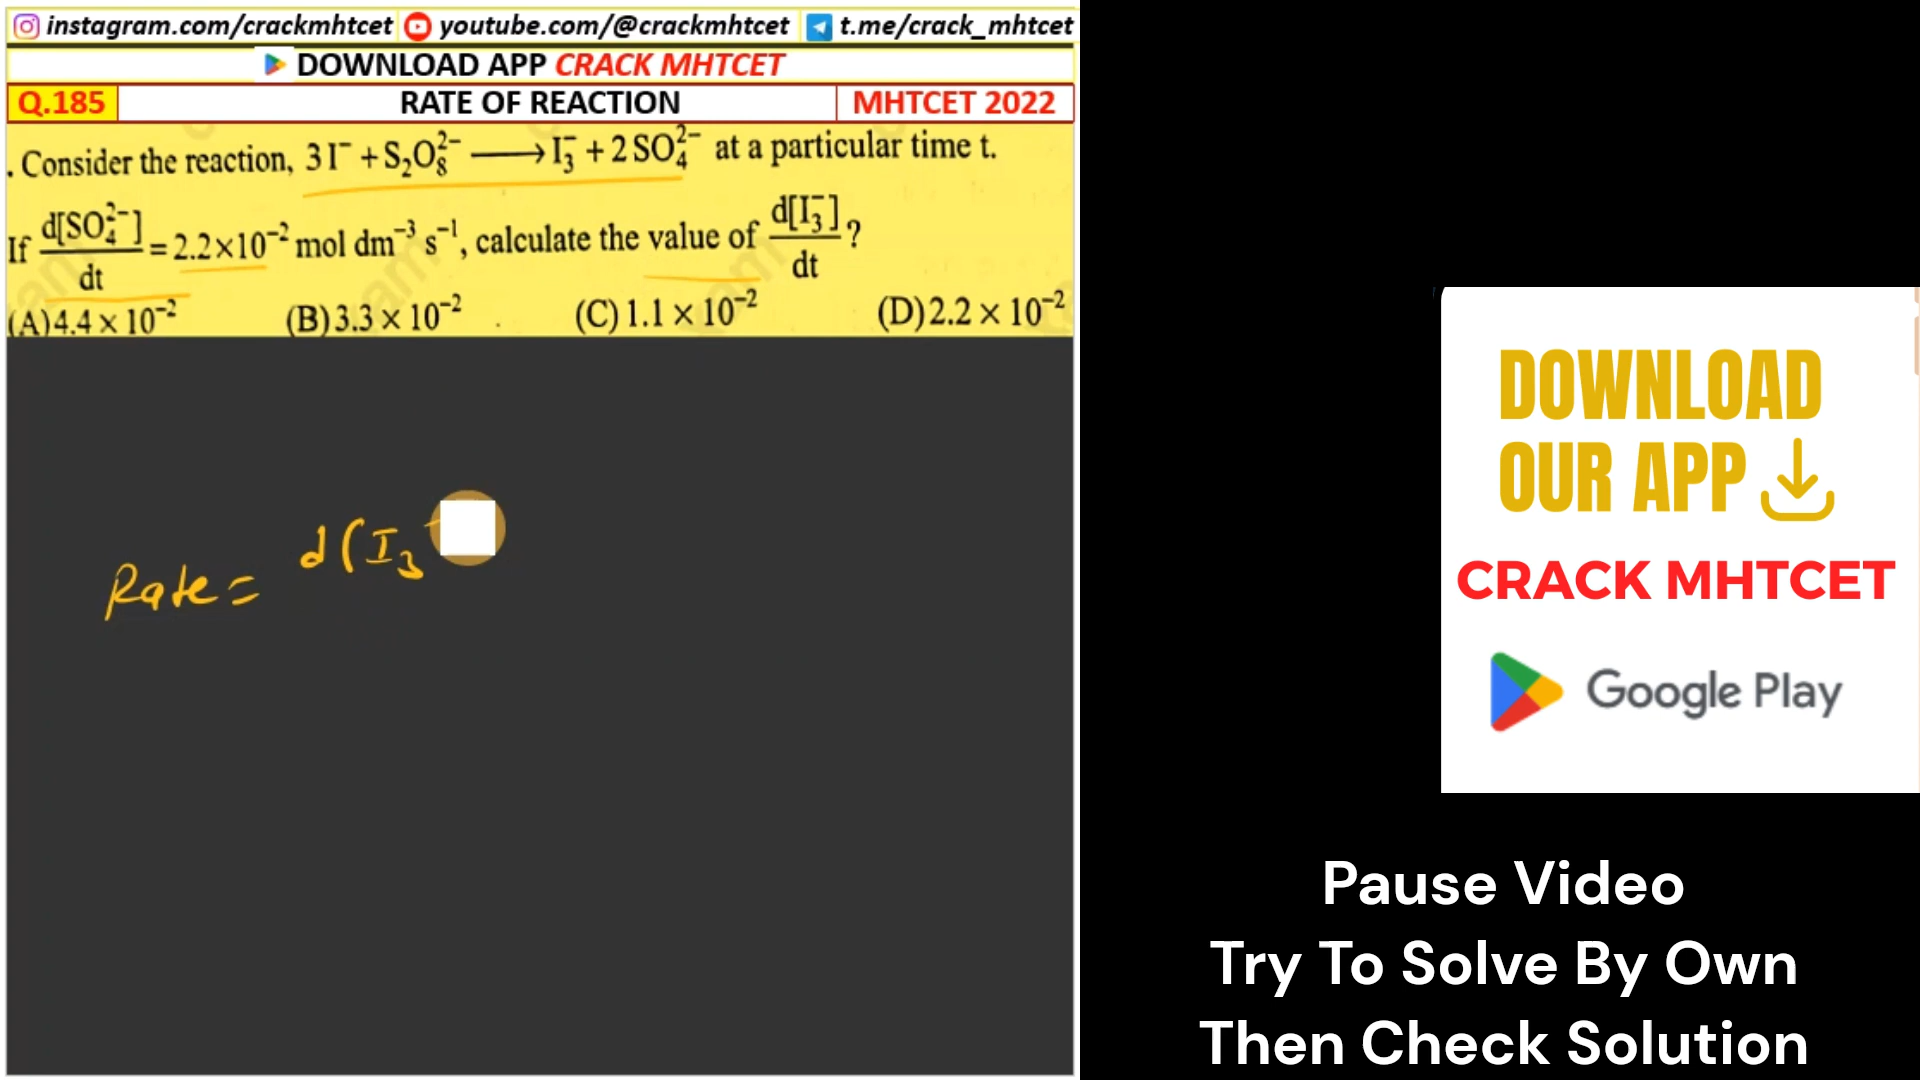 instagram.com/crackmhtcet youtube.com/@crackmhtcet t.me/crack_mhtcet
DOWNLOAD APP CRACK MHTCET
Q.185 RATE OF REACTION MHTCET 2022
. Consider the reaction, 3I⁻ + S₂O₈²⁻ ⟶ I₃⁻ + 2SO₄²⁻ at a particular time t.
If d[SO₄²⁻]/dt = 2.2×10⁻² mol dm⁻³ s⁻¹, calculate the value of d[I₃⁻]/dt ?
(A) 4.4 × 10⁻² (B) 3.3 × 10⁻² (C) 1.1 × 10⁻² (D) 2.2 × 10⁻²
Rate = d(I₃⁻
DOWNLOAD
OUR APP
CRACK MHTCET
Google Play
Pause Video
Try To Solve By Own
Then Check Solution